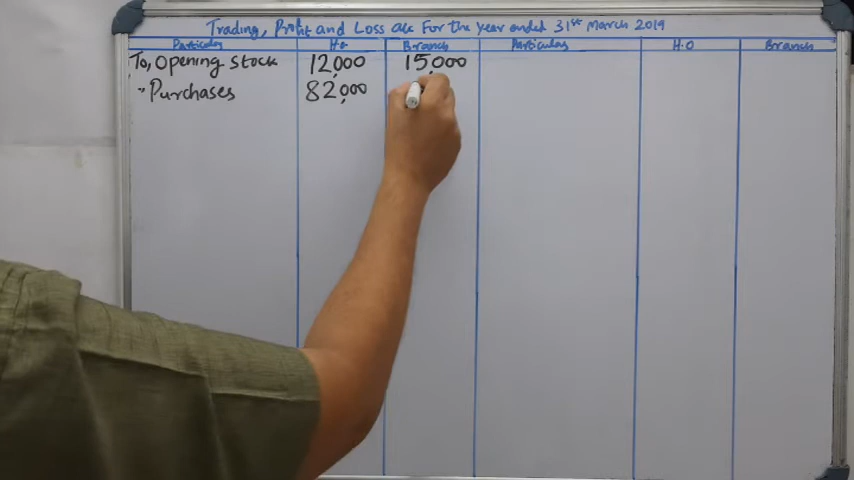 Trading, Profit and Loss a/c For the year ended 31st March 2019
Particulars H.O Branch Particulars H.O Branch
To, Opening stock 12,000 15,000
" Purchases 82,000